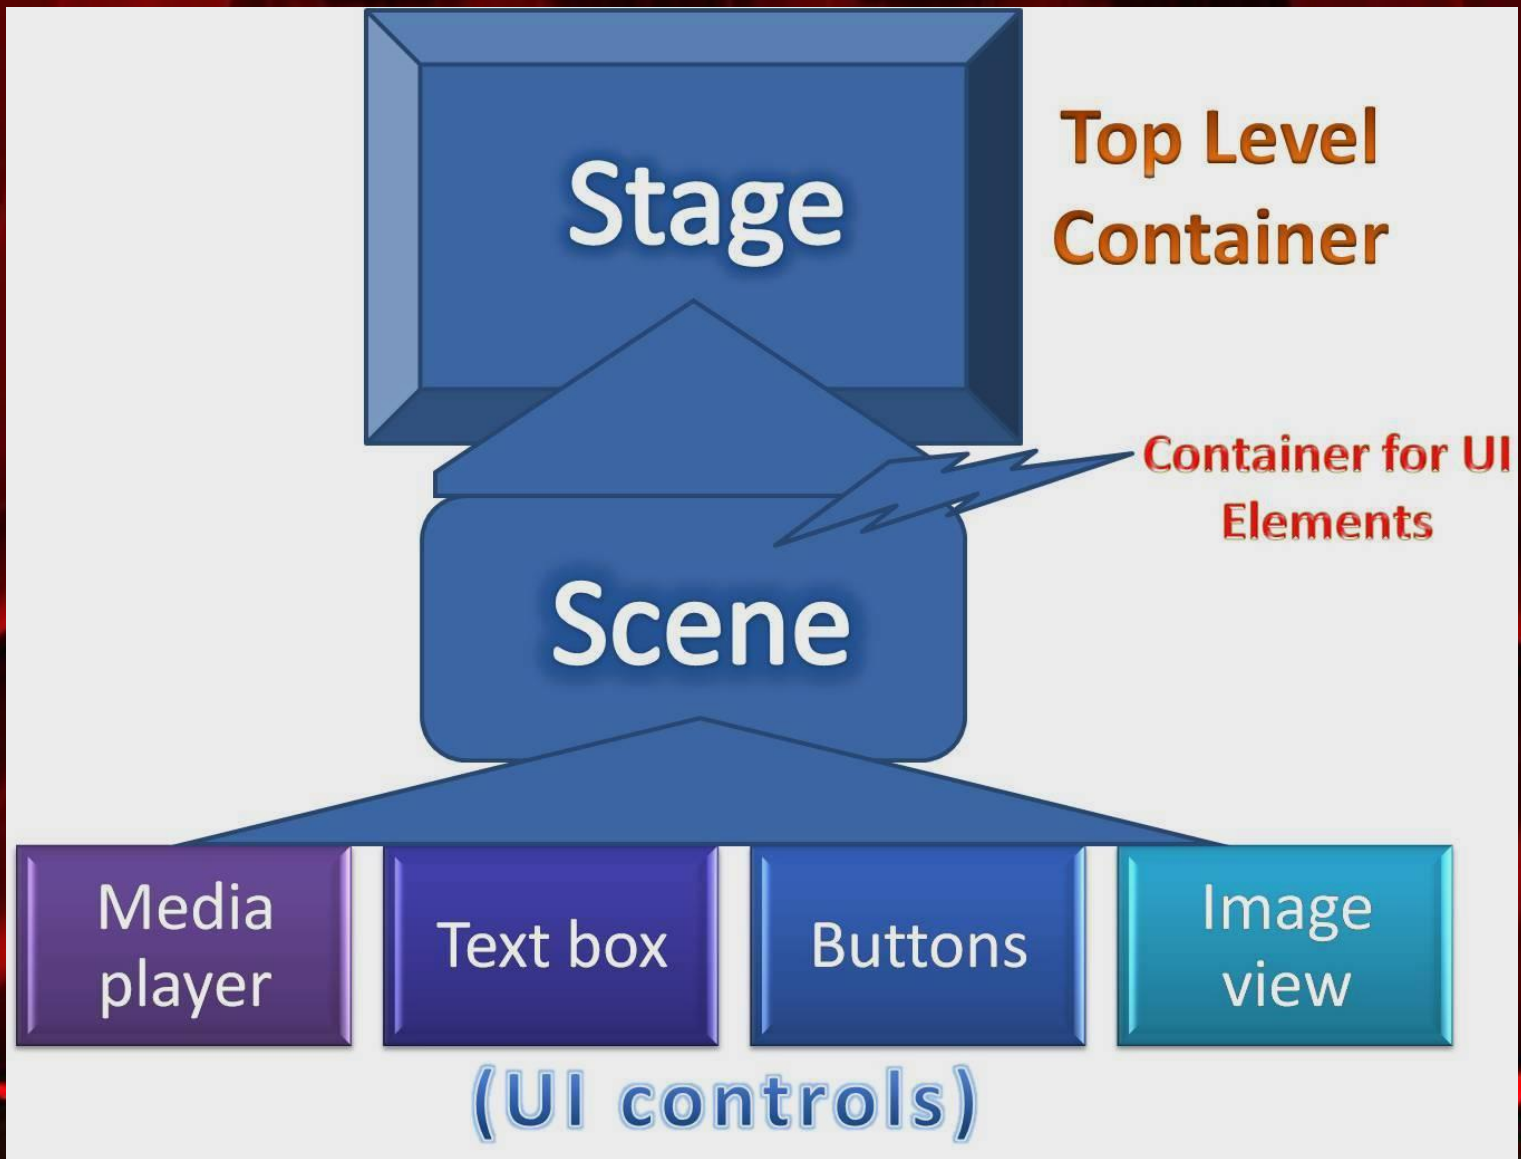 Stage
Top Level
Container
Container for UI
Elements
Scene
Media
player
Text box
Buttons
Image
view
(UI controls)